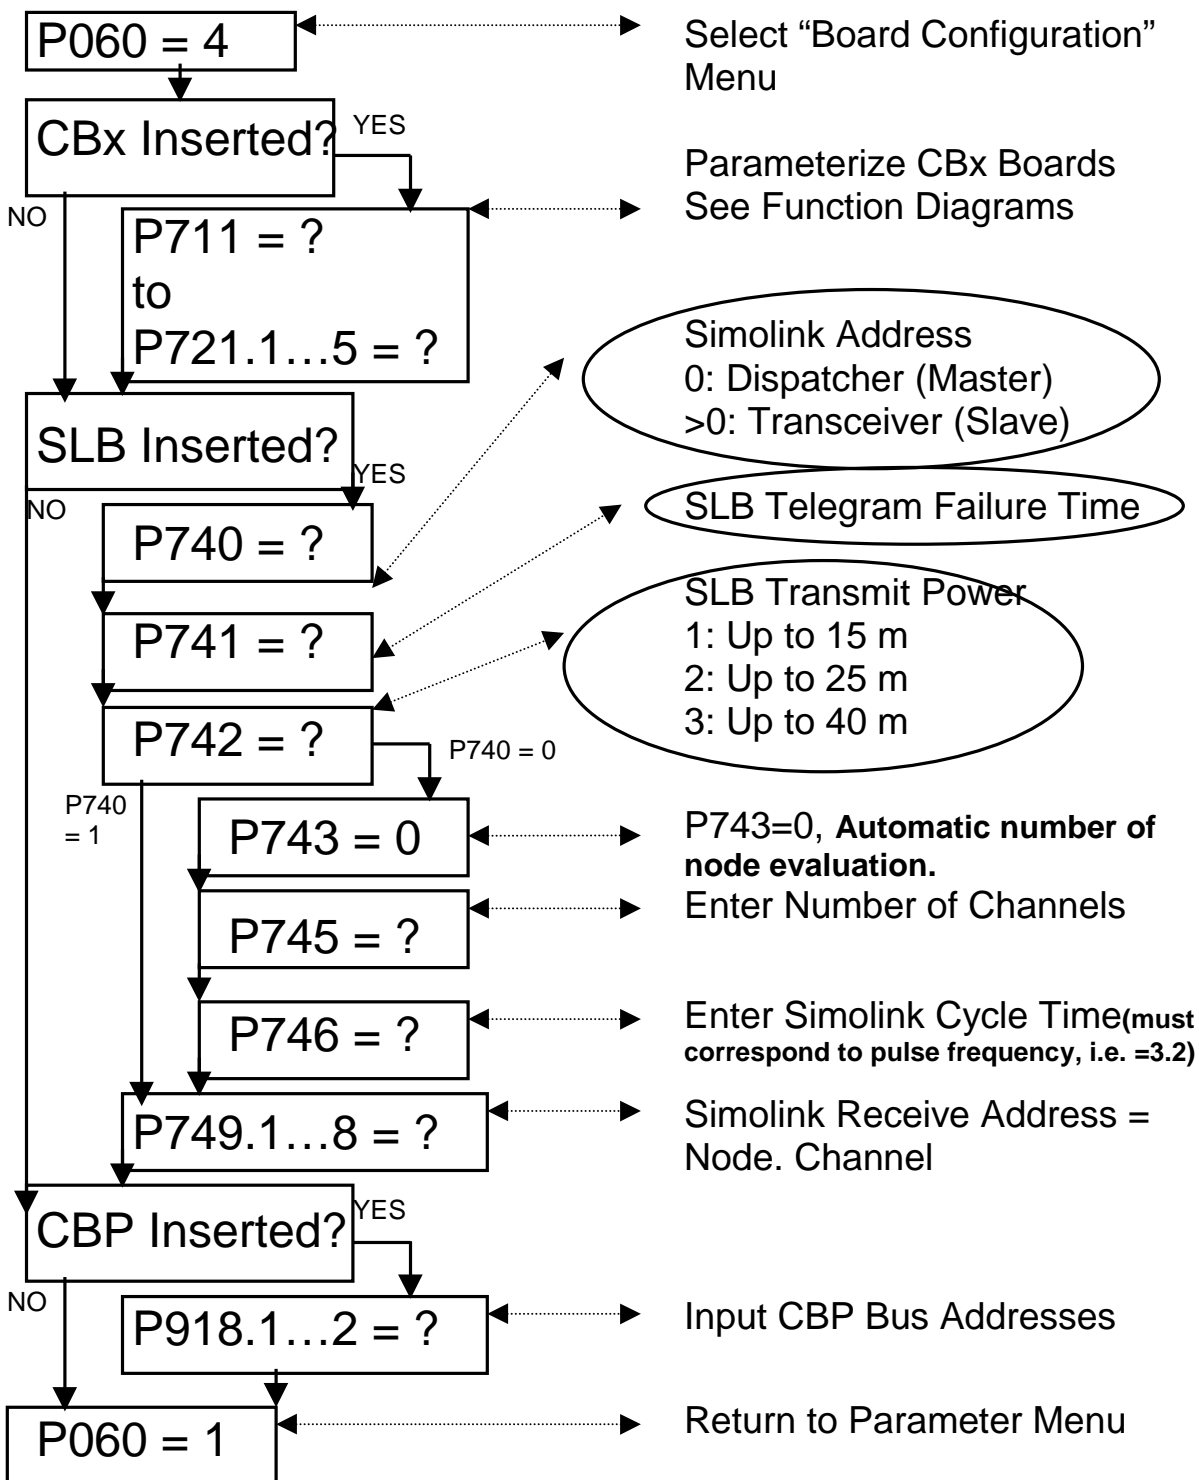 P060 = 4
Select “Board Configuration”
Menu
CBx Inserted?
YES
NO
Parameterize CBx Boards
See Function Diagrams
P711 = ?
to
P721.1…5 = ?
Simolink Address
0: Dispatcher (Master)
>0: Transceiver (Slave)
SLB Inserted?
YES
NO
SLB Telegram Failure Time
P740 = ?
SLB Transmit Power
1: Up to 15 m
2: Up to 25 m
3: Up to 40 m
P741 = ?
P742 = ?
P740 = 0
P740
= 1
P743 = 0
P743=0, Automatic number of
node evaluation.
P745 = ?
Enter Number of Channels
P746 = ?
Enter Simolink Cycle Time(must
correspond to pulse frequency, i.e. =3.2)
P749.1…8 = ?
Simolink Receive Address =
Node. Channel
CBP Inserted?
YES
NO
P918.1…2 = ?
Input CBP Bus Addresses
P060 = 1
Return to Parameter Menu